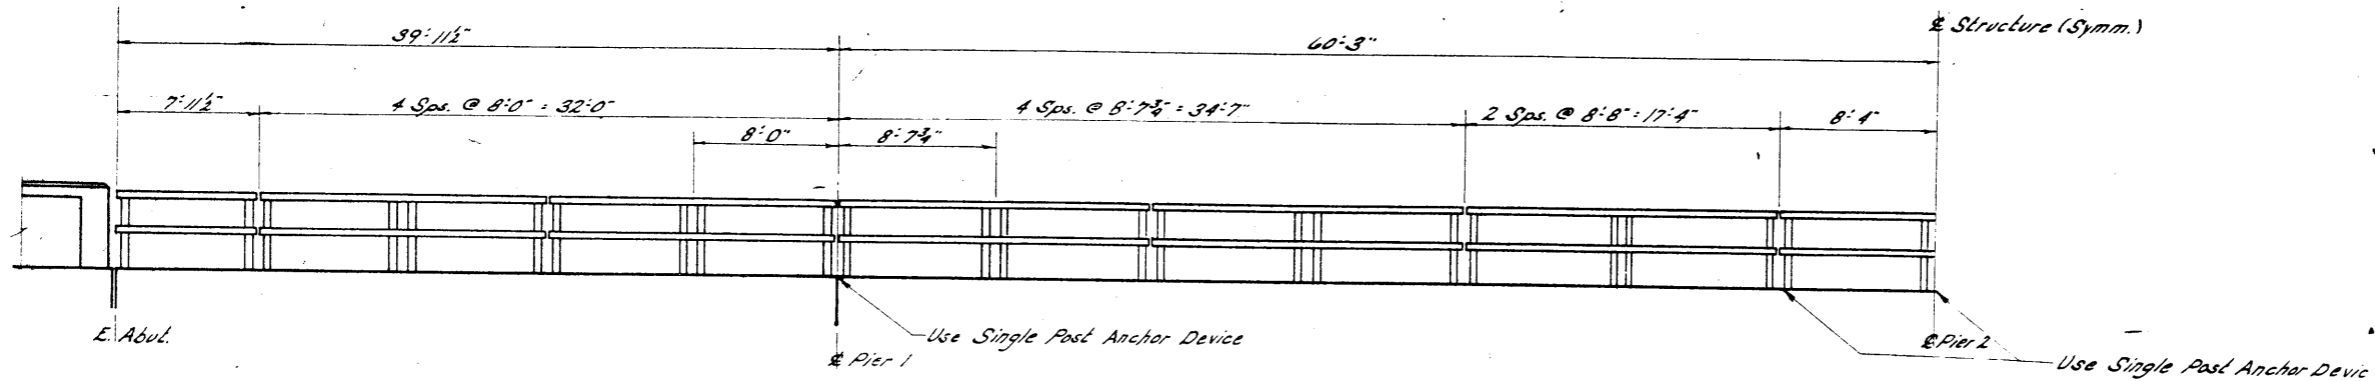 39'-11½"
60'-3"
℄ Structure (Symm.)
7'-11½"
4 Sps. @ 8'-0" = 32'-0"
4 Sps. @ 8'-7¾" = 34'-7"
2 Sps. @ 8'-8" = 17'-4"
8'-4"
8'-0"
8'-7¾"
E. Abut.
Use Single Post Anchor Device
℄ Pier 1
℄ Pier 2
Use Single Post Anchor Devic